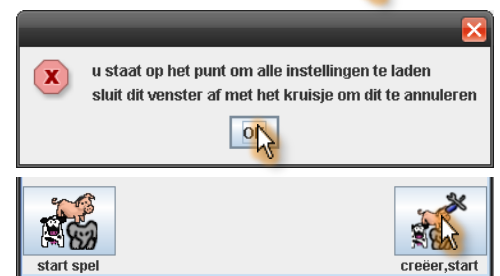 u staat op het punt om alle instellingen te laden
sluit dit venster af met het kruisje om dit te annuleren
start spel
creëer,start